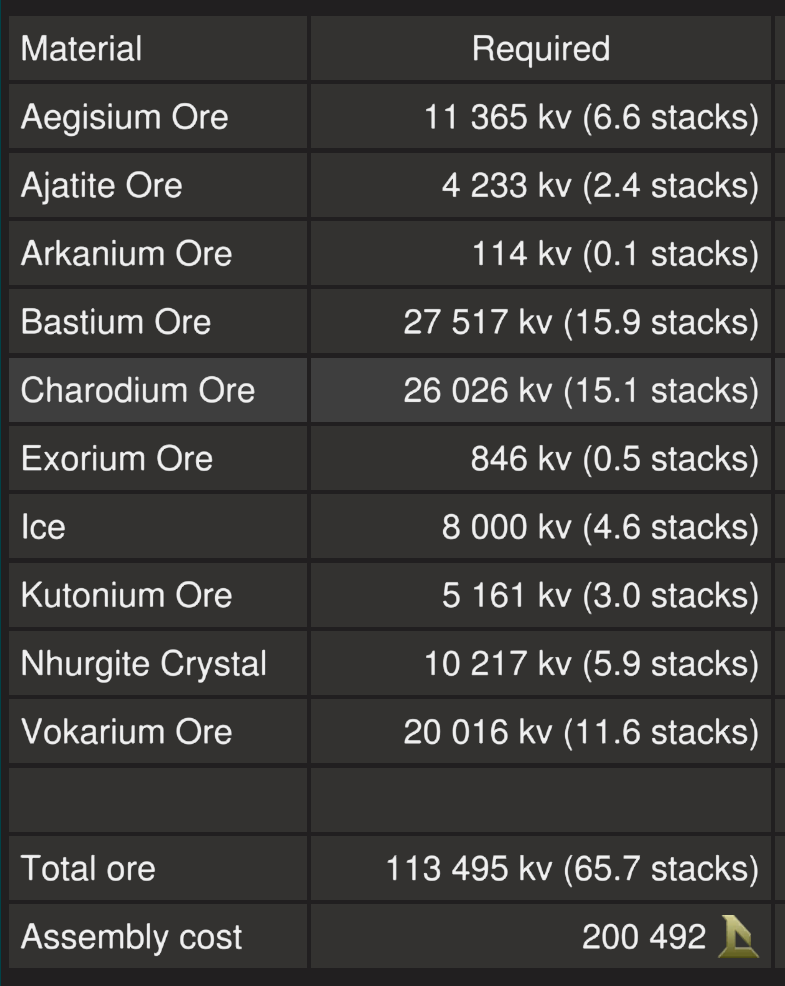 Material Required
Aegisium Ore 11 365 kv (6.6 stacks)
Ajatite Ore 4 233 kv (2.4 stacks)
Arkanium Ore 114 kv (0.1 stacks)
Bastium Ore 27 517 kv (15.9 stacks)
Charodium Ore 26 026 kv (15.1 stacks)
Exorium Ore 846 kv (0.5 stacks)
Ice 8 000 kv (4.6 stacks)
Kutonium Ore 5 161 kv (3.0 stacks)
Nhurgite Crystal 10 217 kv (5.9 stacks)
Vokarium Ore 20 016 kv (11.6 stacks)
Total ore 113 495 kv (65.7 stacks)
Assembly cost 200 492